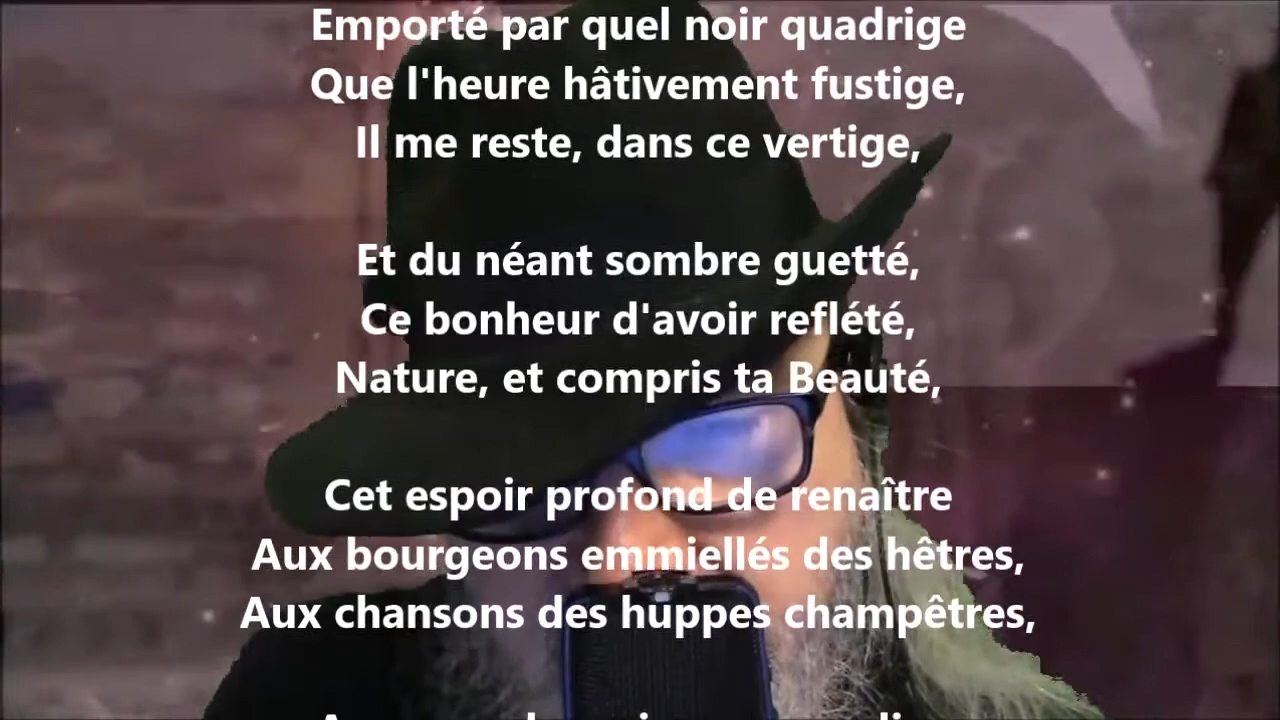 Emporté par quel noir quadrige
Que l'heure hâtivement fustige,
Il me reste, dans ce vertige,
Et du néant sombre guetté,
Ce bonheur d'avoir reflété,
Nature, et compris ta Beauté,
Cet espoir profond de renaître
Aux bourgeons emmiellés des hêtres,
Aux chansons des huppes champêtres,